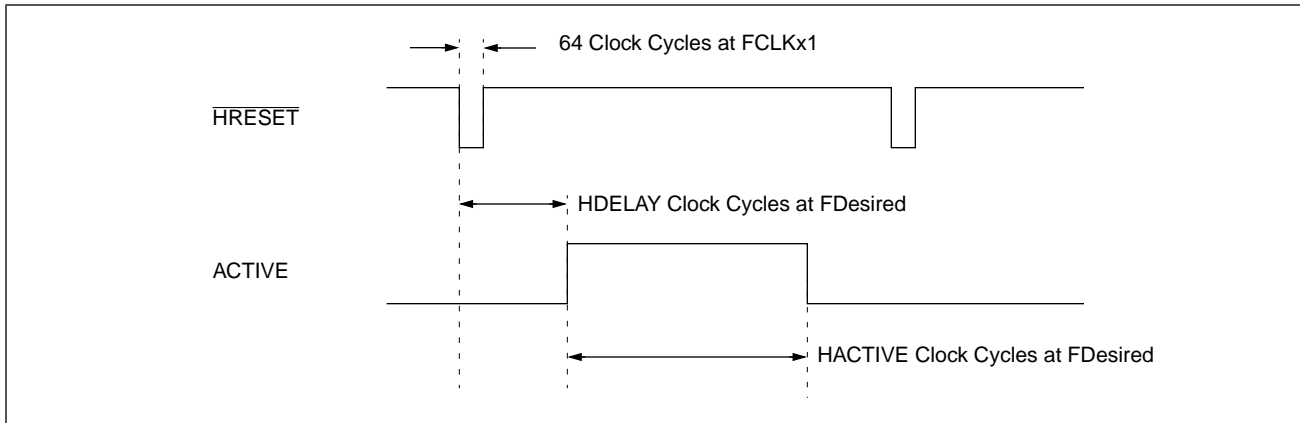 64 Clock Cycles at FCLKx1
HRESET
HDELAY Clock Cycles at FDesired
ACTIVE
HACTIVE Clock Cycles at FDesired